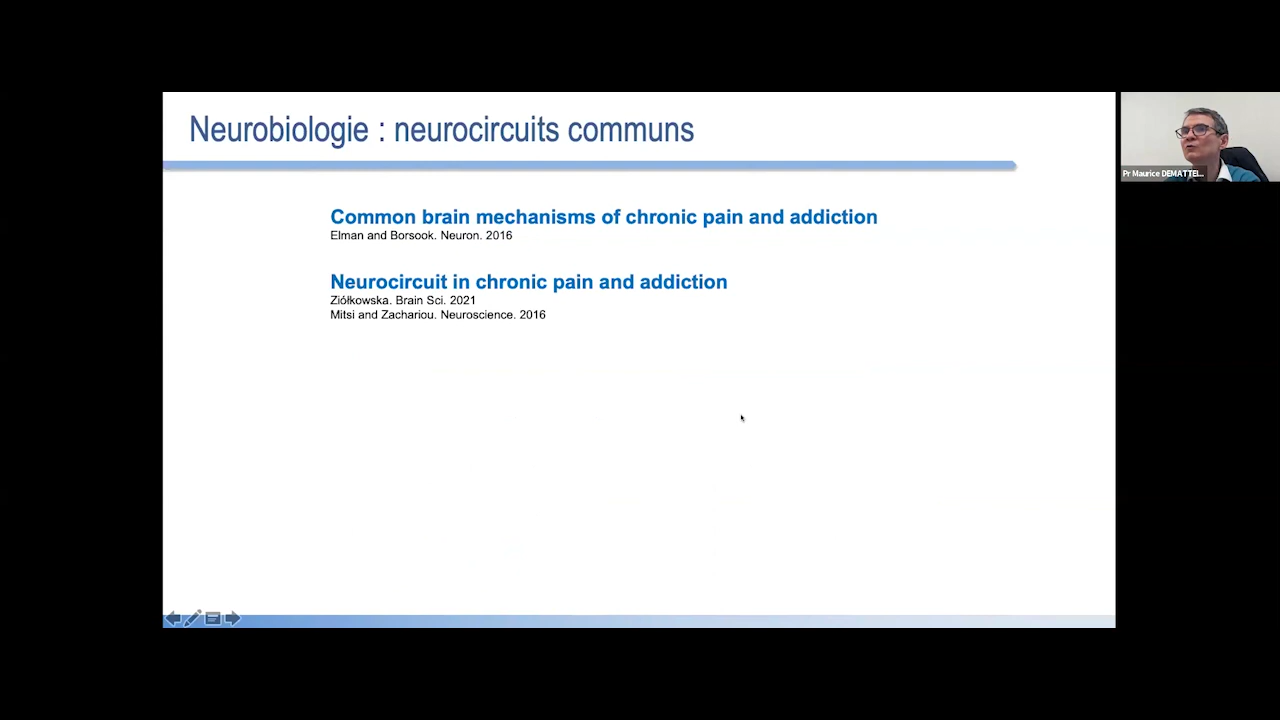 Neurobiologie : neurocircuits communs
Common brain mechanisms of chronic pain and addiction
Elman and Borsook. Neuron. 2016
Neurocircuit in chronic pain and addiction
Ziółkowska. Brain Sci. 2021
Mitsi and Zachariou. Neuroscience. 2016
Pr Maurice DEMATTEI...